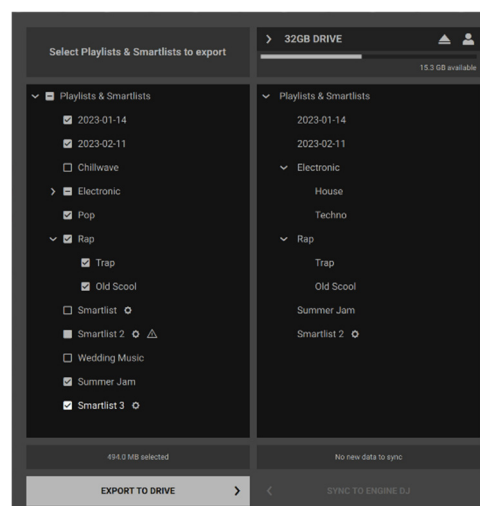 Select Playlists & Smartlists to export
32GB DRIVE
15.3 GB available
Playlists & Smartlists
2023-01-14
2023-02-11
Chillwave
Electronic
Pop
Rap
Trap
Old Scool
Smartlist
Smartlist 2
Wedding Music
Summer Jam
Smartlist 3
494.0 MB selected
EXPORT TO DRIVE
Playlists & Smartlists
2023-01-14
2023-02-11
Electronic
House
Techno
Rap
Trap
Old Scool
Summer Jam
Smartlist 2
No new data to sync
SYNC TO ENGINE DJ